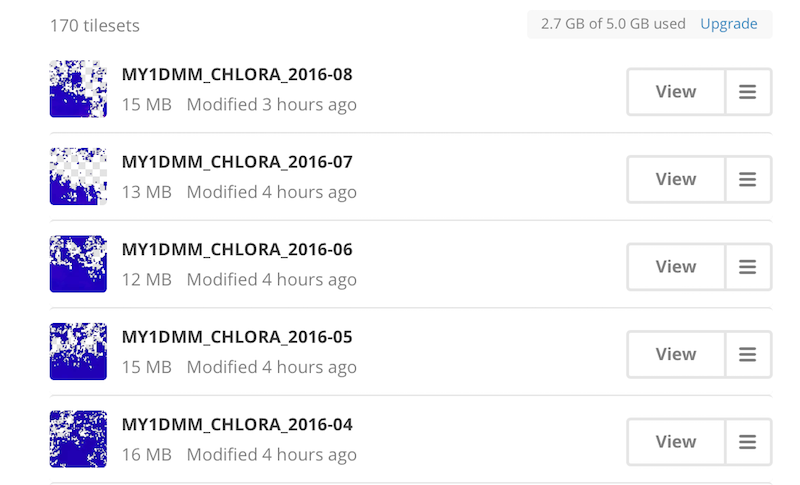 170 tilesets
2.7 GB of 5.0 GB used Upgrade
MY1DMM_CHLORA_2016-08
15 MB Modified 3 hours ago
View
MY1DMM_CHLORA_2016-07
13 MB Modified 4 hours ago
View
MY1DMM_CHLORA_2016-06
12 MB Modified 4 hours ago
View
MY1DMM_CHLORA_2016-05
15 MB Modified 4 hours ago
View
MY1DMM_CHLORA_2016-04
16 MB Modified 4 hours ago
View